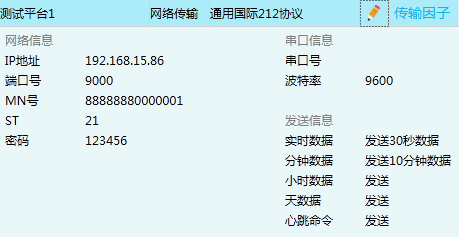 测试平台1 网络传输 通用国际212协议 传输因子
网络信息
IP地址 192.168.15.86
端口号 9000
MN号 88888880000001
ST 21
密码 123456
串口信息
串口号
波特率 9600
发送信息
实时数据 发送30秒数据
分钟数据 发送10分钟数据
小时数据 发送
天数据 发送
心跳命令 发送